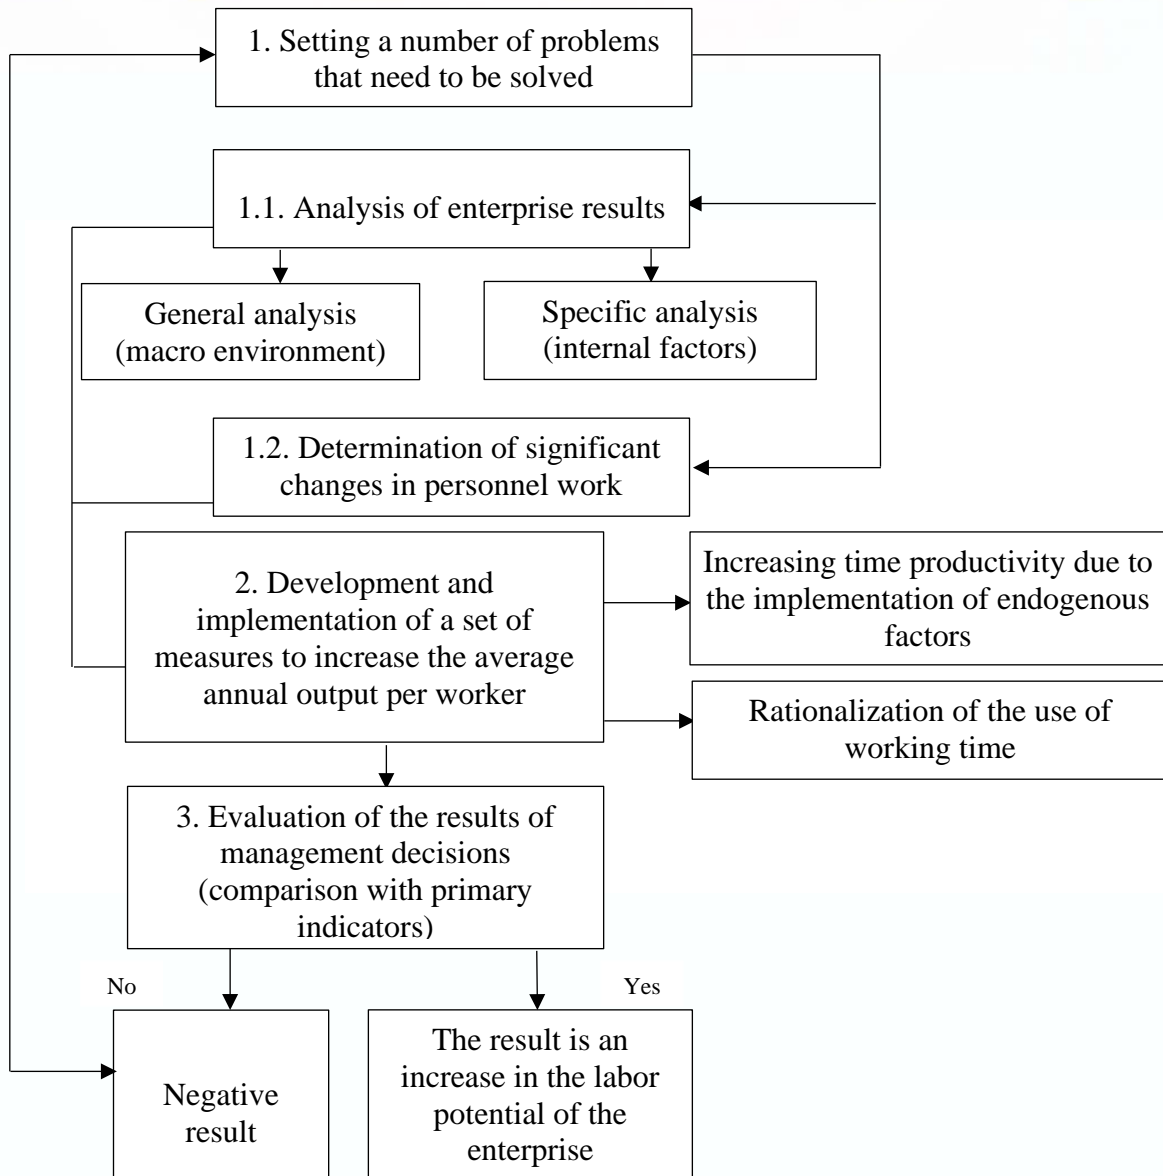 1. Setting a number of problems
that need to be solved
1.1. Analysis of enterprise results
General analysis
(macro environment)
Specific analysis
(internal factors)
1.2. Determination of significant
changes in personnel work
2. Development and
implementation of a set of
measures to increase the average
annual output per worker
Increasing time productivity due to
the implementation of endogenous
factors
Rationalization of the use of
working time
3. Evaluation of the results of
management decisions
(comparison with primary
indicators)
No
Yes
Negative
result
The result is an
increase in the labor
potential of the
enterprise